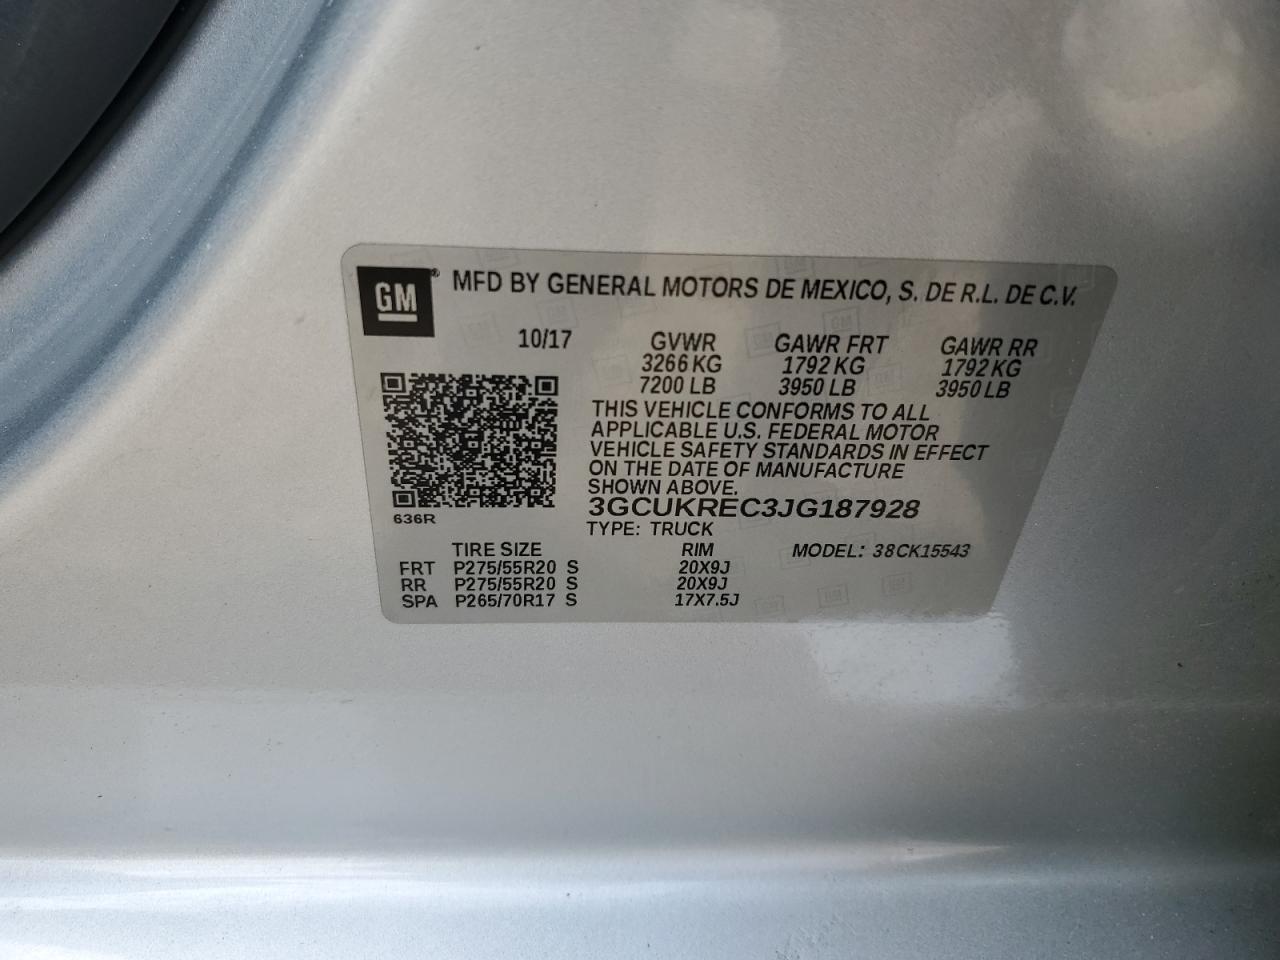 GM® MFD BY GENERAL MOTORS DE MEXICO, S. DE R.L. DE C.V.
10/17 GVWR GAWR FRT GAWR RR
3266 KG 1792 KG 1792 KG
7200 LB 3950 LB 3950 LB
THIS VEHICLE CONFORMS TO ALL
APPLICABLE U.S. FEDERAL MOTOR
VEHICLE SAFETY STANDARDS IN EFFECT
ON THE DATE OF MANUFACTURE
SHOWN ABOVE.
3GCUKREC3JG187928
636R TYPE: TRUCK
TIRE SIZE RIM MODEL: 38CK15543
FRT P275/55R20 S 20X9J
RR P275/55R20 S 20X9J
SPA P265/70R17 S 17X7.5J